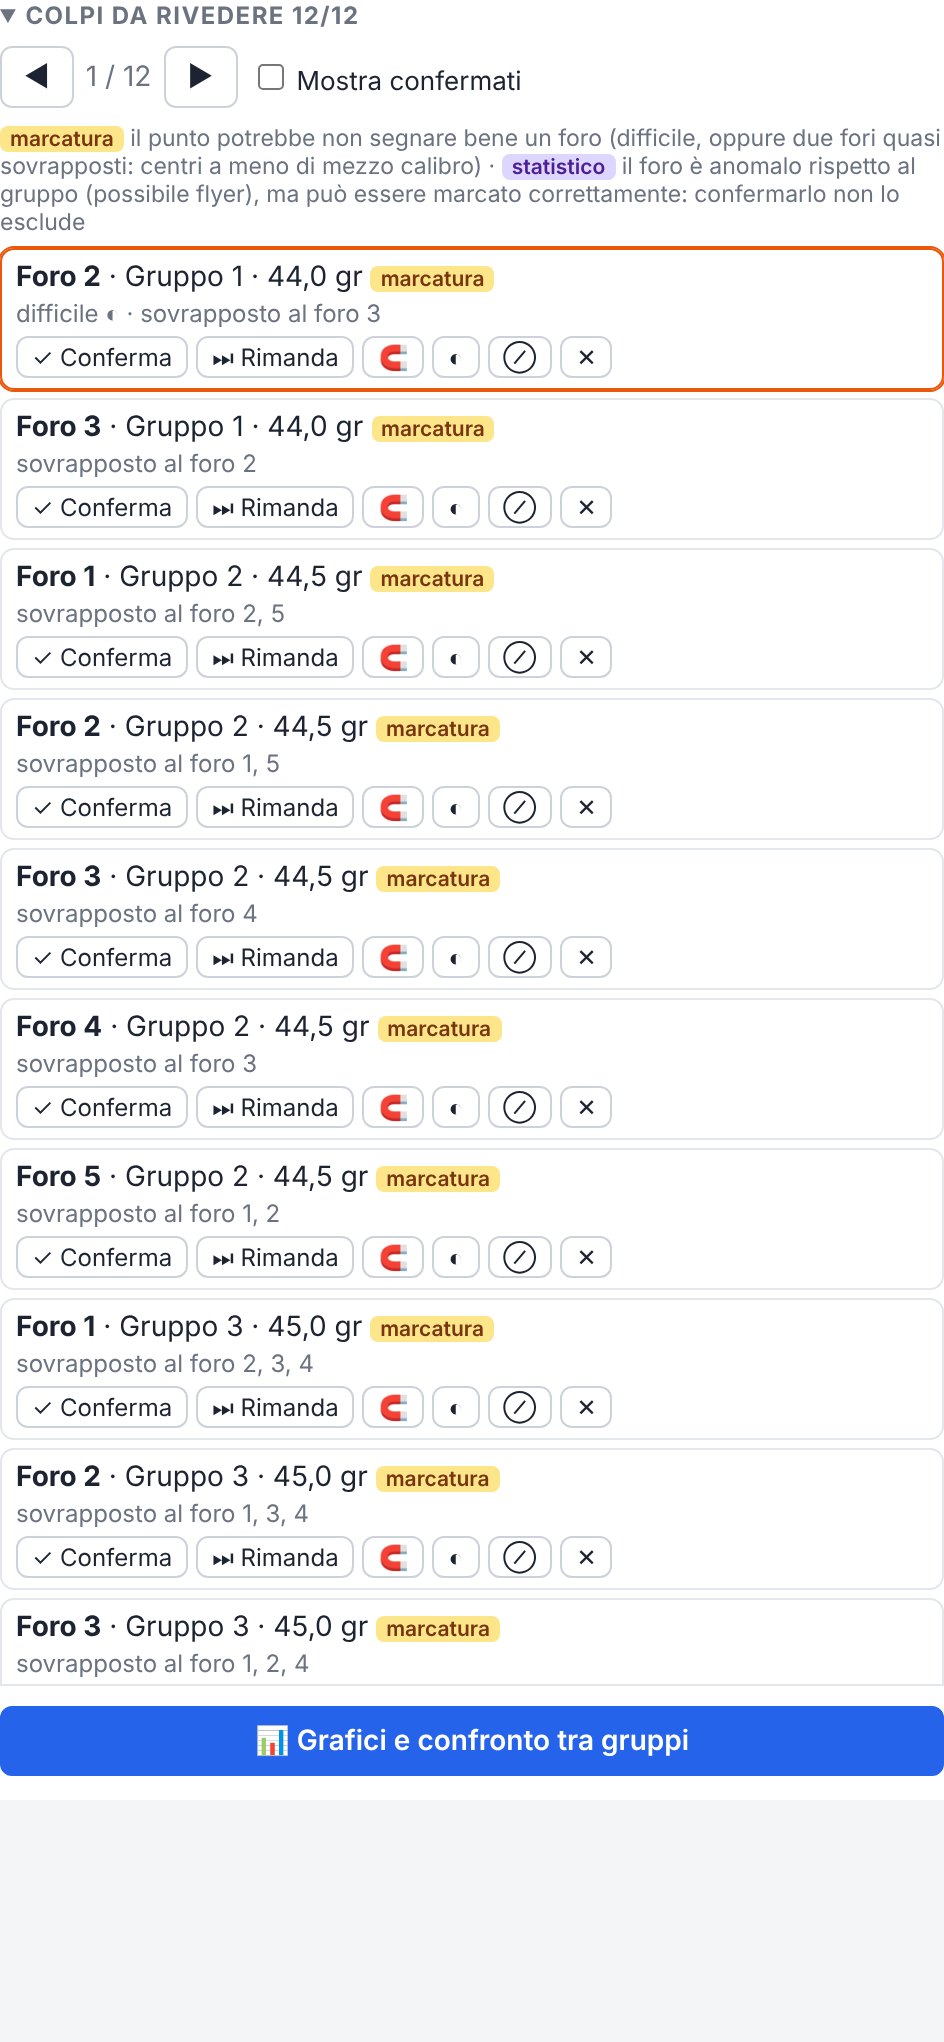 ▼ COLPI DA RIVEDERE 12/12
◀ 1 / 12 ▶ Mostra confermati
marcatura il punto potrebbe non segnare bene un foro (difficile, oppure due fori quasi
sovrapposti: centri a meno di mezzo calibro) · statistico il foro è anomalo rispetto al
gruppo (possibile flyer), ma può essere marcato correttamente: confermarlo non lo
esclude
Foro 2 · Gruppo 1 · 44,0 gr marcatura
difficile ◖ · sovrapposto al foro 3
✓ Conferma ⏭ Rimanda 🧲 ◖ ⊘ ✕
Foro 3 · Gruppo 1 · 44,0 gr marcatura
sovrapposto al foro 2
✓ Conferma ⏭ Rimanda 🧲 ◖ ⊘ ✕
Foro 1 · Gruppo 2 · 44,5 gr marcatura
sovrapposto al foro 2, 5
✓ Conferma ⏭ Rimanda 🧲 ◖ ⊘ ✕
Foro 2 · Gruppo 2 · 44,5 gr marcatura
sovrapposto al foro 1, 5
✓ Conferma ⏭ Rimanda 🧲 ◖ ⊘ ✕
Foro 3 · Gruppo 2 · 44,5 gr marcatura
sovrapposto al foro 4
✓ Conferma ⏭ Rimanda 🧲 ◖ ⊘ ✕
Foro 4 · Gruppo 2 · 44,5 gr marcatura
sovrapposto al foro 3
✓ Conferma ⏭ Rimanda 🧲 ◖ ⊘ ✕
Foro 5 · Gruppo 2 · 44,5 gr marcatura
sovrapposto al foro 1, 2
✓ Conferma ⏭ Rimanda 🧲 ◖ ⊘ ✕
Foro 1 · Gruppo 3 · 45,0 gr marcatura
sovrapposto al foro 2, 3, 4
✓ Conferma ⏭ Rimanda 🧲 ◖ ⊘ ✕
Foro 2 · Gruppo 3 · 45,0 gr marcatura
sovrapposto al foro 1, 3, 4
✓ Conferma ⏭ Rimanda 🧲 ◖ ⊘ ✕
Foro 3 · Gruppo 3 · 45,0 gr marcatura
sovrapposto al foro 1, 2, 4
📊 Grafici e confronto tra gruppi